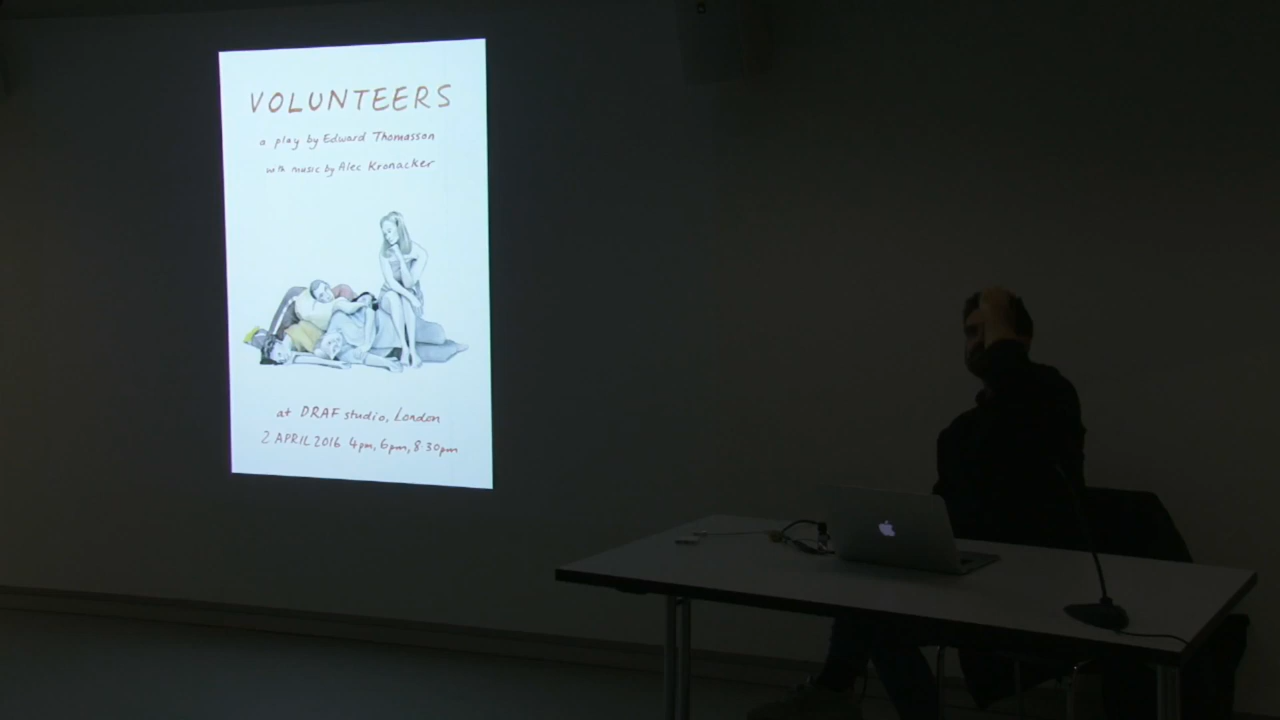 VOLUNTEERS
a play by Edward Thomasson
with music by Alec Kronacker
at DRAF studio, London
2 APRIL 2016 4pm, 6pm, 8.30pm